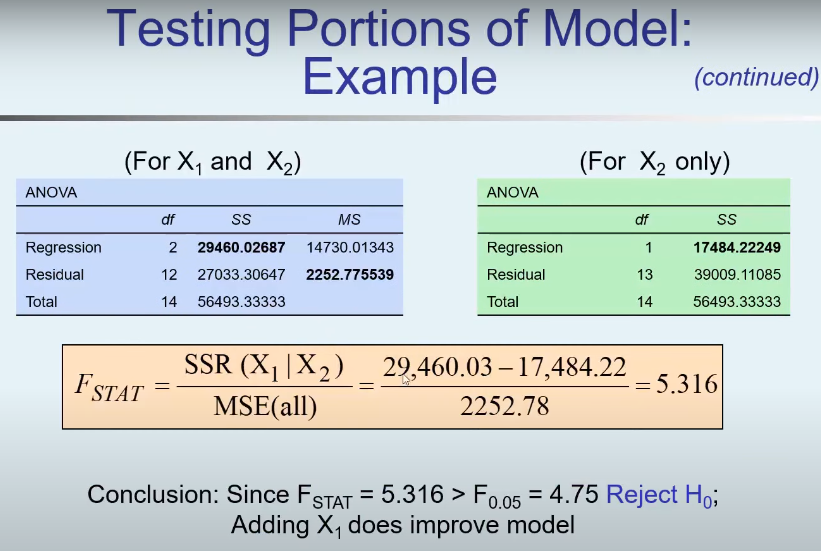 Testing Portions of Model:
Example
(continued)
(For X₁ and X₂)
ANOVA
df SS MS
Regression 2 29460.02687 14730.01343
Residual 12 27033.30647 2252.775539
Total 14 56493.33333
(For X₂ only)
ANOVA
df SS
Regression 1 17484.22249
Residual 13 39009.11085
Total 14 56493.33333
F_STAT = SSR (X₁ | X₂) / MSE(all) = 29,460.03 – 17,484.22 / 2252.78 = 5.316
Conclusion: Since F_STAT = 5.316 > F₀.₀₅ = 4.75 Reject H₀;
Adding X₁ does improve model